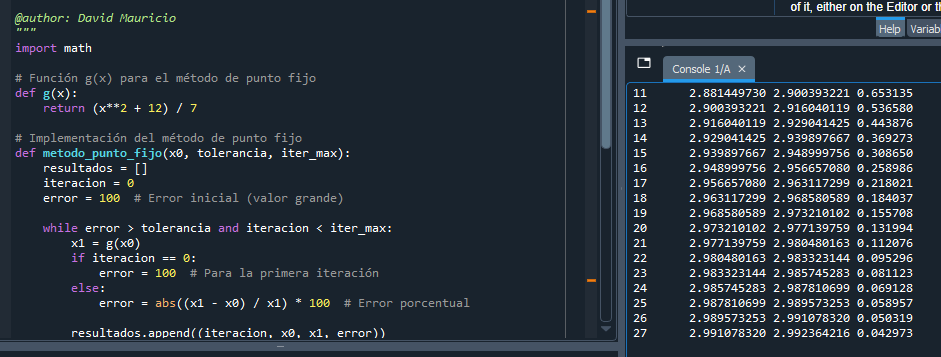 @author: David Mauricio
"""
import math
# Función g(x) para el método de punto fijo
def g(x):
    return (x**2 + 12) / 7
# Implementación del método de punto fijo
def metodo_punto_fijo(x0, tolerancia, iter_max):
    resultados = []
    iteracion = 0
    error = 100  # Error inicial (valor grande)
    while error > tolerancia and iteracion < iter_max:
        x1 = g(x0)
        if iteracion == 0:
            error = 100  # Para la primera iteración
        else:
            error = abs((x1 - x0) / x1) * 100  # Error porcentual
        resultados.append((iteracion, x0, x1, error))
of it, either on the Editor or th
Help Variab
Console 1/A ×
11 2.881449730 2.900393221 0.653135
12 2.900393221 2.916040119 0.536580
13 2.916040119 2.929041425 0.443876
14 2.929041425 2.939897667 0.369273
15 2.939897667 2.948999756 0.308650
16 2.948999756 2.956657080 0.258986
17 2.956657080 2.963117299 0.218021
18 2.963117299 2.968580589 0.184037
19 2.968580589 2.973210102 0.155708
20 2.973210102 2.977139759 0.131994
21 2.977139759 2.980480163 0.112076
22 2.980480163 2.983323144 0.095296
23 2.983323144 2.985745283 0.081123
24 2.985745283 2.987810699 0.069128
25 2.987810699 2.989573253 0.058957
26 2.989573253 2.991078320 0.050319
27 2.991078320 2.992364216 0.042973